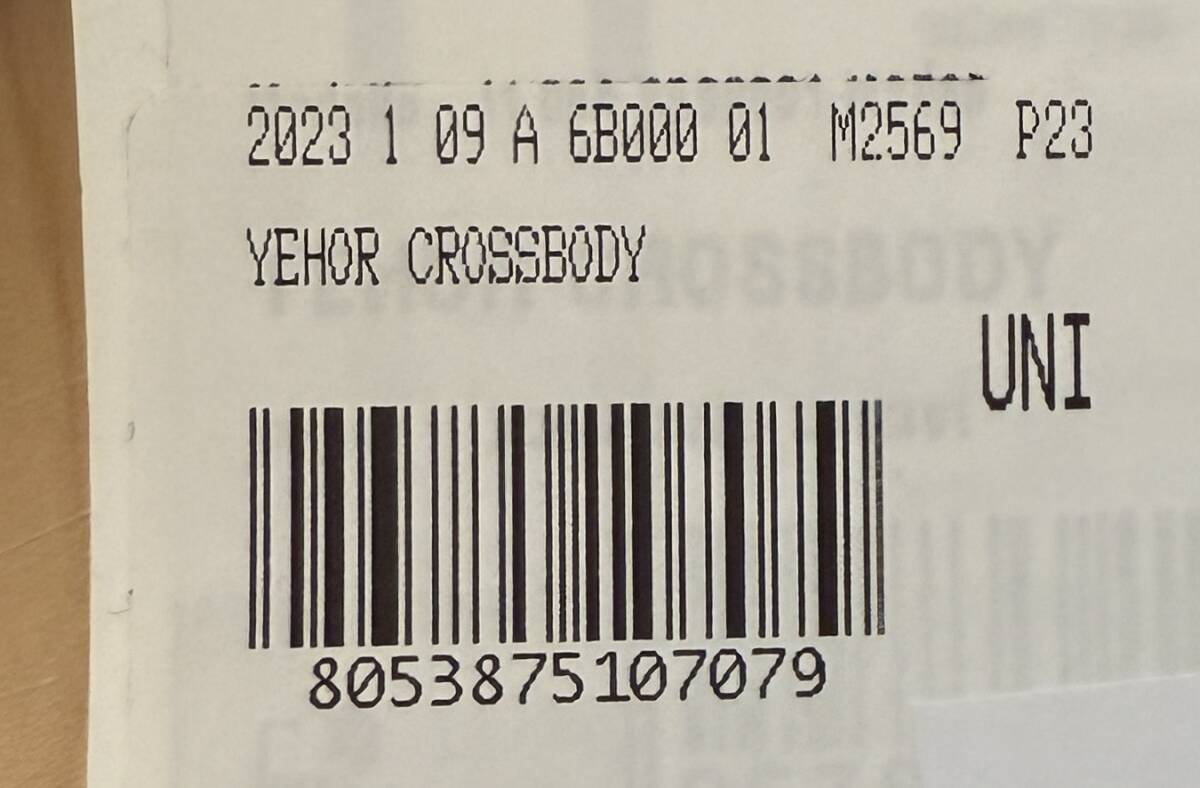 2023 1 09 A 6B000 01 M2569 P23
YEHOR CROSSBODY
UNI
8053875107079